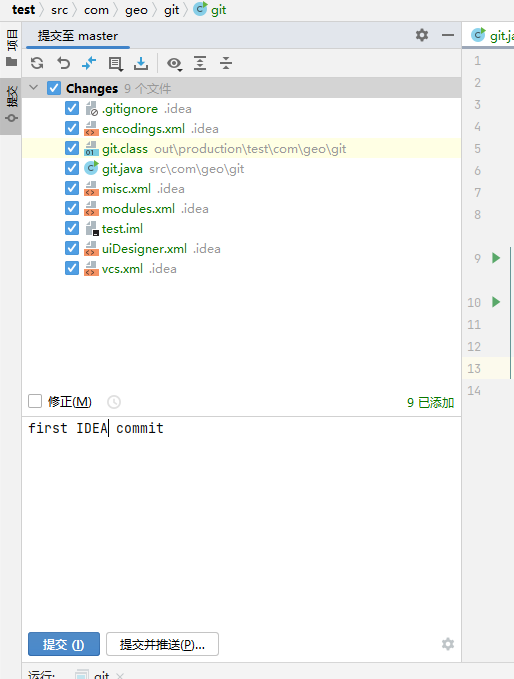 test 〉 src 〉 com 〉 geo 〉 git 〉 C git
项目
提交至 master
git.ja
提交
Changes 9 个文件
.gitignore .idea
encodings.xml .idea
git.class out\production\test\com\geo\git
git.java src\com\geo\git
misc.xml .idea
modules.xml .idea
test.iml
uiDesigner.xml .idea
vcs.xml .idea
1
2
3
4
5
6
7
8
9
10
11
12
13
14
修正(M)
9 已添加
first IDEA commit
提交 (I)
提交并推送(P)...
运行:
git